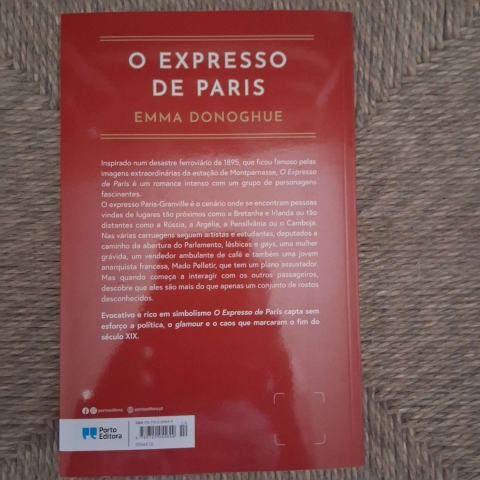 O EXPRESSO
DE PARIS
EMMA DONOGHUE
Inspirado num desastre ferroviário de 1895, que ficou famoso pelas
imagens extraordinárias da estação de Montparnasse, O Expresso
de Paris é um romance intenso com um grupo de personagens
fascinantes.
O expresso Paris-Granville é o cenário onde se encontram pessoas
vindas de lugares tão próximos como a Bretanha e Irlanda ou tão
distantes como a Rússia, a Argélia, a Pensilvânia ou o Camboja.
Nas várias carruagens seguem artistas e estudantes, deputados a
caminho da abertura do Parlamento, lésbicas e gays, uma mulher
grávida, um vendedor ambulante de café e também uma jovem
anarquista francesa, Mado Pelletir, que tem um plano assustador.
Mas quando começa a interagir com os outros passageiros,
descobre que eles são mais do que apenas um conjunto de rostos
desconhecidos.
Evocativo e rico em simbolismo O Expresso de Paris capta sem
esforço a política, o glamour e o caos que marcaram o fim do
século XIX.
portoeditora portoeditora.pt
Porto
Editora